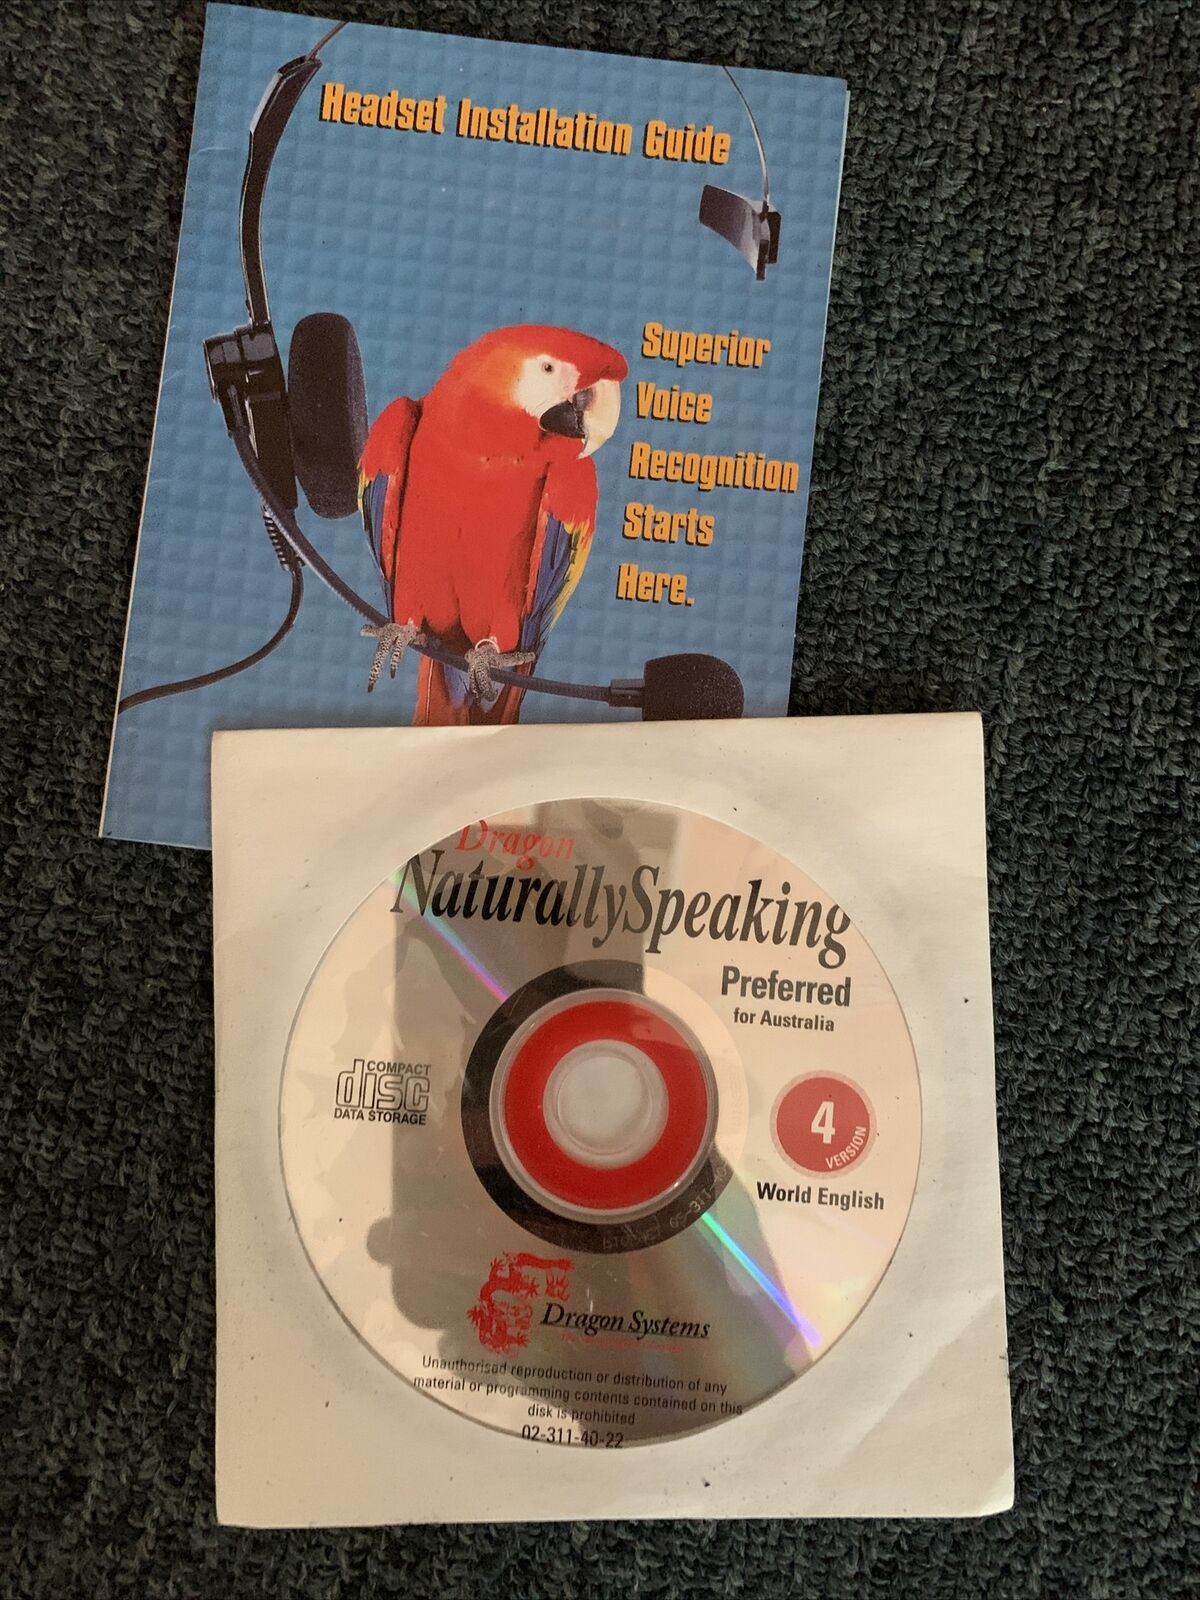 Headset Installation Guide
Superior
Voice
Recognition
Starts
Here.
Dragon
NaturallySpeaking
Preferred
for Australia
COMPACT
disc
DATA STORAGE
4
VERSION
World English
Dragon Systems
Unauthorised reproduction or distribution of any
material or programming contents contained on this
disk is prohibited
02-311-40-22